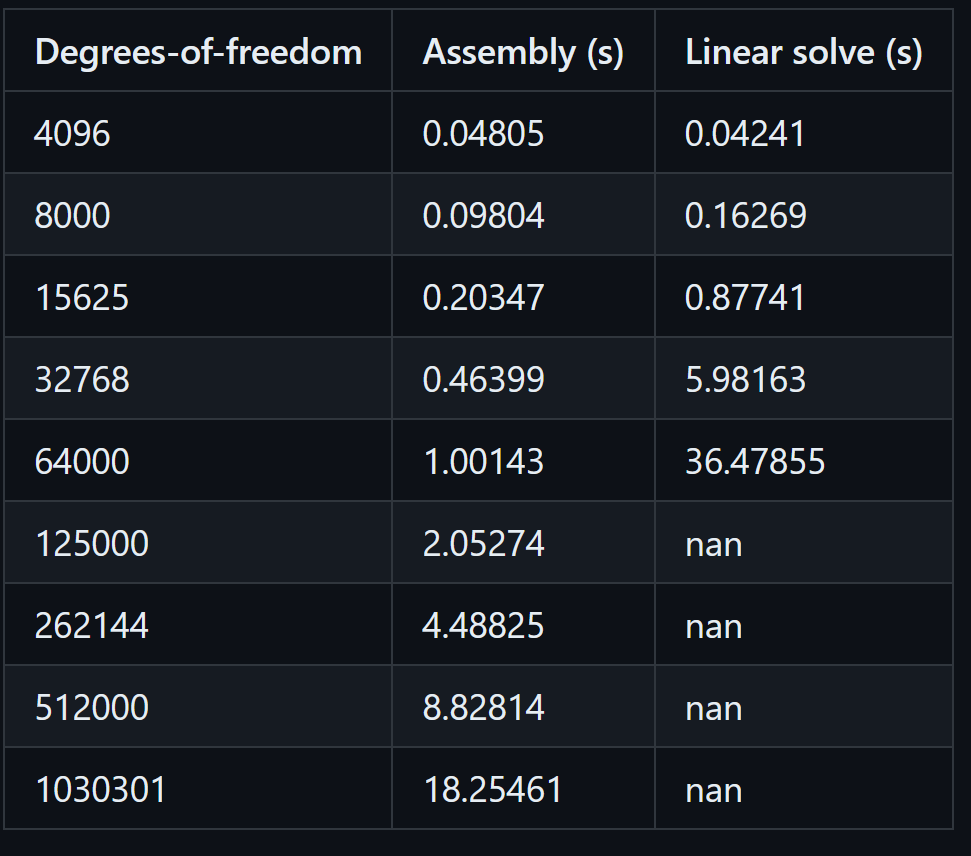 Degrees-of-freedom Assembly (s) Linear solve (s)
4096 0.04805 0.04241
8000 0.09804 0.16269
15625 0.20347 0.87741
32768 0.46399 5.98163
64000 1.00143 36.47855
125000 2.05274 nan
262144 4.48825 nan
512000 8.82814 nan
1030301 18.25461 nan